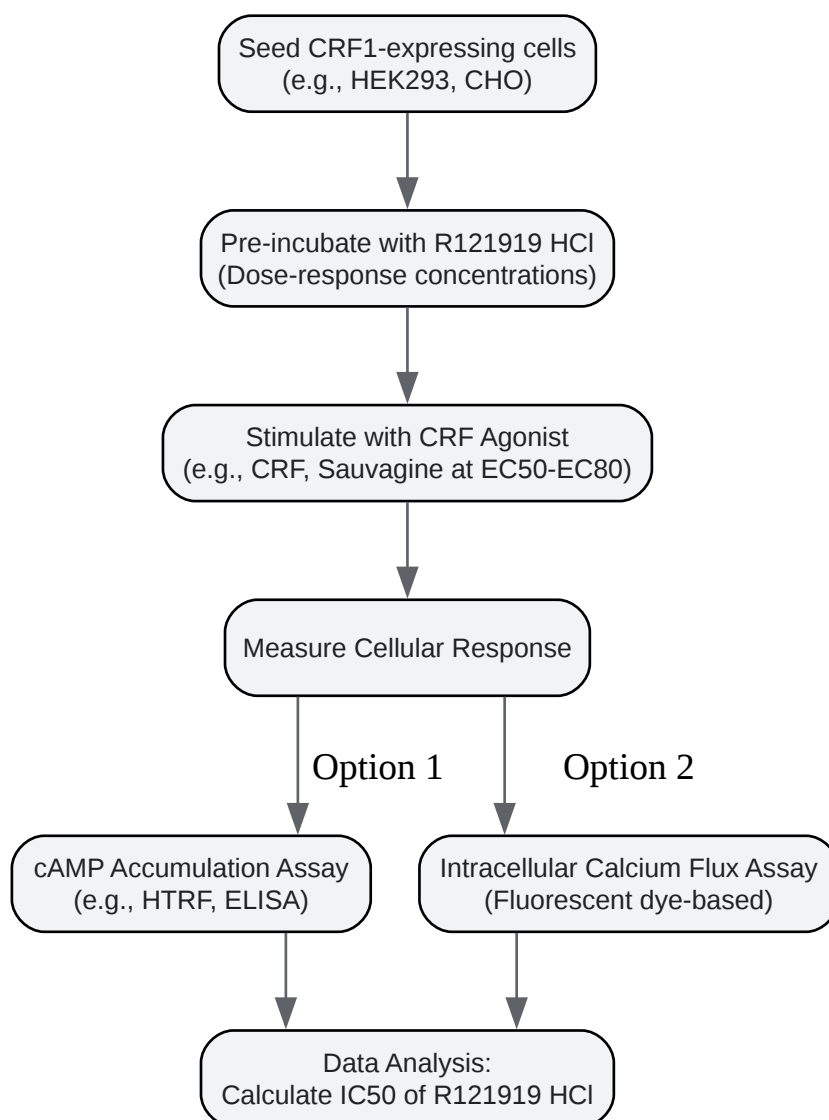 Seed CRF1-expressing cells
(e.g., HEK293, CHO)
Pre-incubate with R121919 HCl
(Dose-response concentrations)
Stimulate with CRF Agonist
(e.g., CRF, Sauvagine at EC50-EC80)
Measure Cellular Response
Option 1
Option 2
cAMP Accumulation Assay
(e.g., HTRF, ELISA)
Intracellular Calcium Flux Assay
(Fluorescent dye-based)
Data Analysis:
Calculate IC50 of R121919 HCl